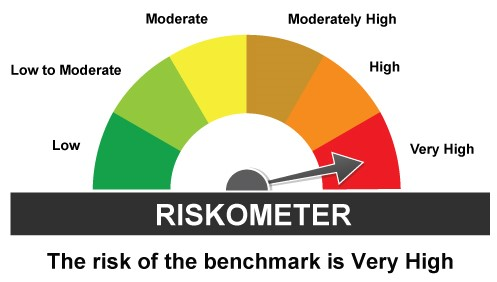 Moderate
Moderately High
Low to Moderate
High
Low
Very High
RISKOMETER
The risk of the benchmark is Very High